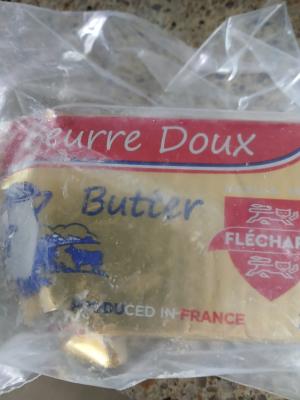 eurre Doux
Butter
FLÉCHAR
PRODUCED IN FRANCE